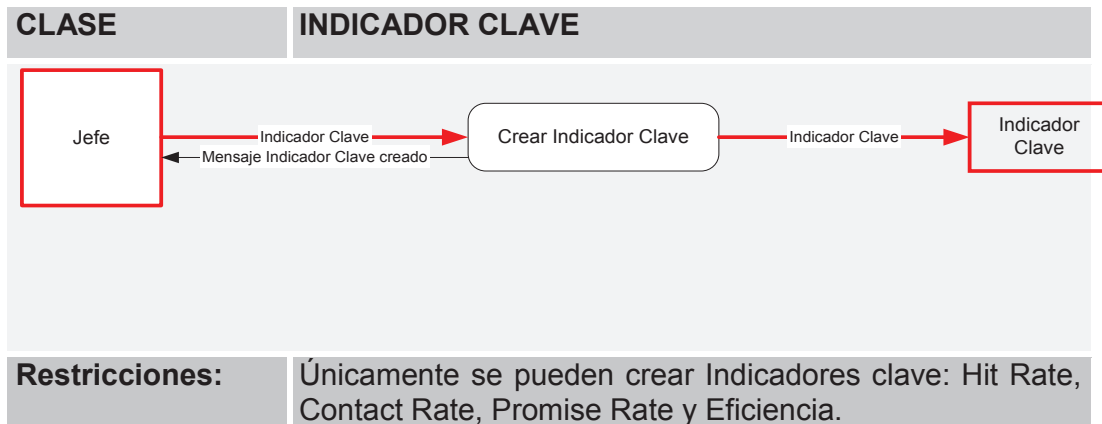 CLASE INDICADOR CLAVE
Jefe
Indicador Clave
Mensaje Indicador Clave creado
Crear Indicador Clave
Indicador Clave
Indicador
Clave
Restricciones: Únicamente se pueden crear Indicadores clave: Hit Rate,
Contact Rate, Promise Rate y Eficiencia.